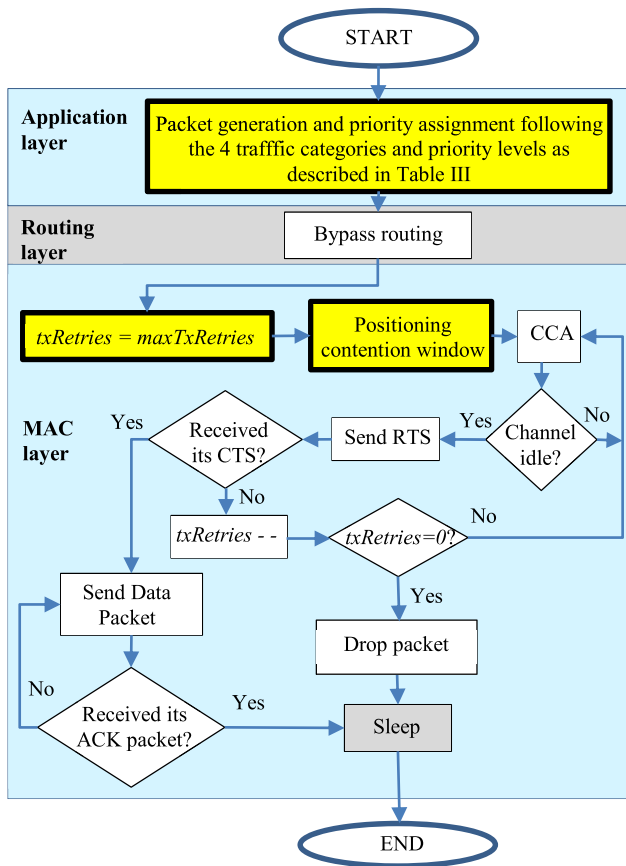 START
Application
layer
Packet generation and priority assignment following
the 4 trafffic categories and priority levels as
described in Table III
Routing
layer
Bypass routing
txRetries = maxTxRetries
Positioning
contention window
CCA
MAC
layer
Yes
Received
its CTS?
Send RTS
Yes
Channel
idle?
No
No
txRetries - -
txRetries=0?
No
Send Data
Packet
Yes
Drop packet
No
Received its
ACK packet?
Yes
Sleep
END